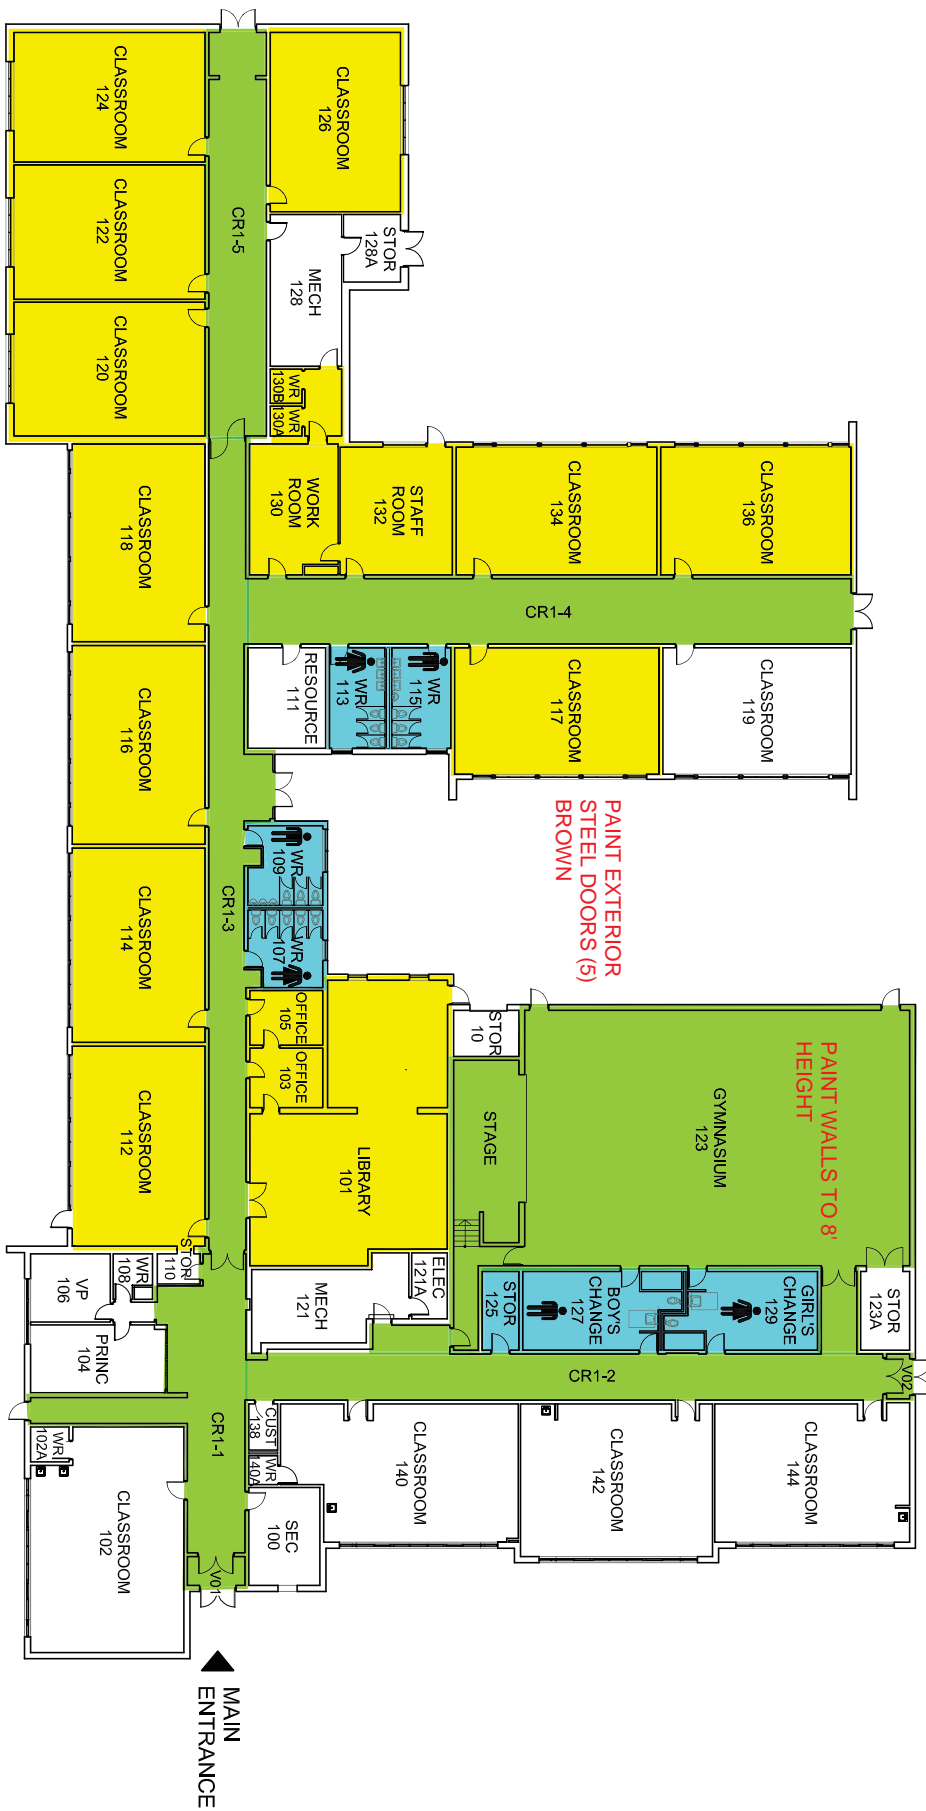 CLASSROOM
124
CLASSROOM
126
CLASSROOM
122
CR1-5
STOR
128A
MECH
128
CLASSROOM
120
WR
130B
WR
130A
CLASSROOM
118
WORK
ROOM
130
STAFF
ROOM
132
CLASSROOM
134
CLASSROOM
136
CR1-4
CLASSROOM
116
RESOURCE
111
WR
113
WR
115
CLASSROOM
117
CLASSROOM
119
PAINT EXTERIOR
STEEL DOORS (5)
BROWN
WR
109
CR1-3
WR
107
CLASSROOM
114
OFFICE
105
OFFICE
103
STOR
10
CLASSROOM
112
LIBRARY
101
STAGE
GYMNASIUM
123
PAINT WALLS TO 8'
HEIGHT
STOR
110
WR
108
VP
106
PRINC
104
MECH
121
ELEC
121A
STOR
125
BOY'S
CHANGE
127
GIRL'S
CHANGE
129
STOR
123A
CR1-2
V02
CR1-1
WR
102A
CLASSROOM
102
CUST
138
WR
140A
SEC
100
CLASSROOM
140
CLASSROOM
142
CLASSROOM
144
V01
MAIN
ENTRANCE